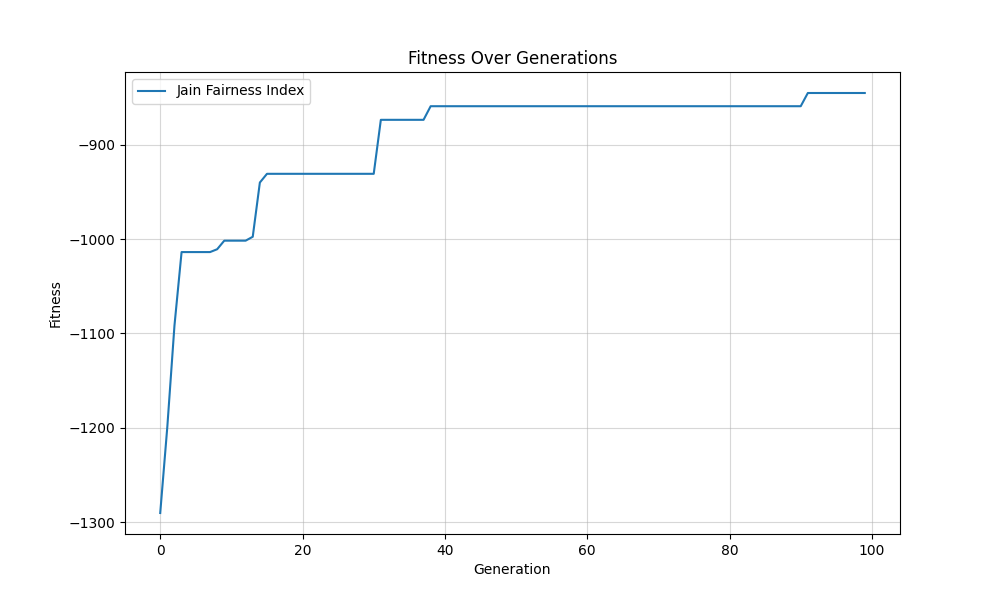 Fitness Over Generations
Jain Fairness Index
−900
−1000
−1100
−1200
−1300
Fitness
0 20 40 60 80 100
Generation